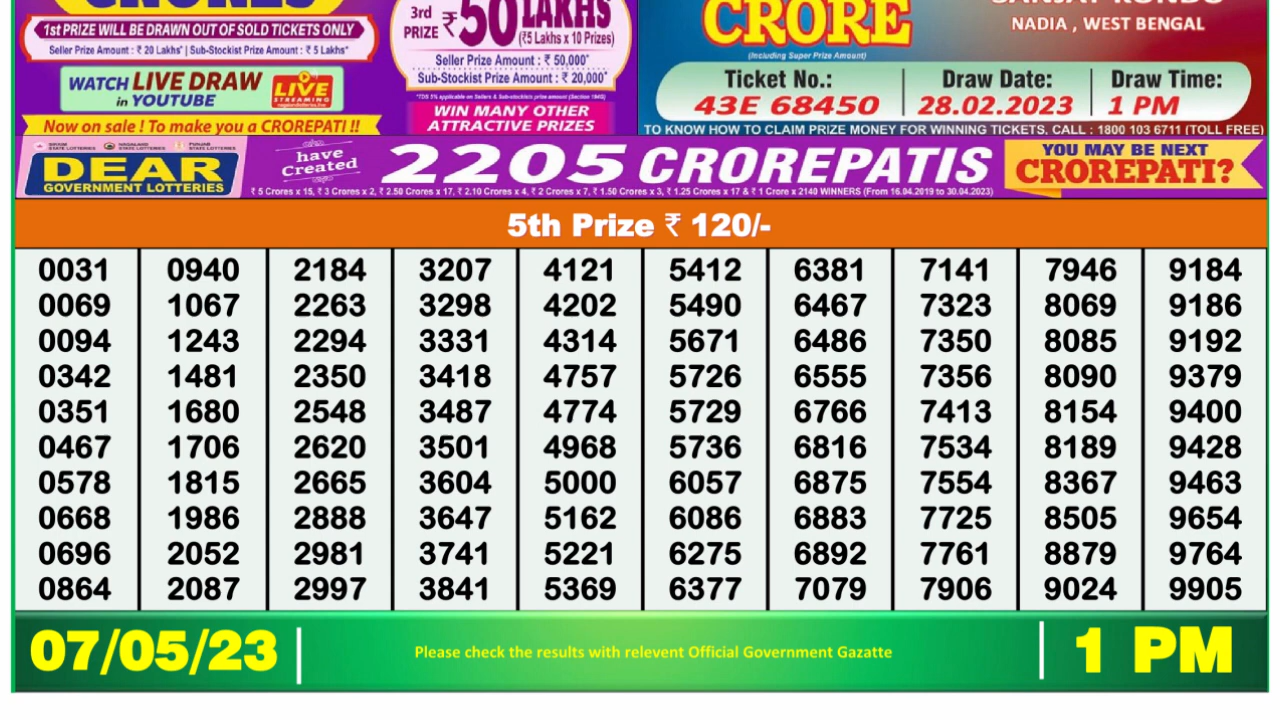 1ST PRIZE WILL BE DRAWN OUT OF SOLD TICKETS ONLY
Seller Prize Amount : ₹ 20 Lakhs* | Sub-Stockist Prize Amount : ₹ 5 Lakhs*
WATCH LIVE DRAW
in YOUTUBE
LIVE
STREAMING
Now on sale ! To make you a CROREPATI !!
3rd PRIZE ₹ 50 LAKHS
(₹5 Lakhs x 10 Prizes)
Seller Prize Amount : ₹ 50,000*
Sub-Stockist Prize Amount : ₹ 20,000*
WIN MANY OTHER
ATTRACTIVE PRIZES
CRORE
(Including Super Prize Amount)
NADIA , WEST BENGAL
Ticket No.: Draw Date: Draw Time:
43E 68450 28.02.2023 1 PM
TO KNOW HOW TO CLAIM PRIZE MONEY FOR WINNING TICKETS, CALL : 1800 103 6711 (TOLL FREE)
DEAR
GOVERNMENT LOTTERIES
have
Created
2205 CROREPATIS
₹ 5 Crores x 15, ₹ 3 Crores x 2, ₹ 2.50 Crores x 17, ₹ 2.10 Crores x 4, ₹ 2 Crores x 7, ₹ 1.50 Crores x 3, ₹ 1.25 Crores x 17 & ₹ 1 Crore x 2140 WINNERS (From 16.04.2019 to 30.04.2023)
YOU MAY BE NEXT
CROREPATI?
5th Prize ₹ 120/-
0031 0940 2184 3207 4121 5412 6381 7141 7946 9184
0069 1067 2263 3298 4202 5490 6467 7323 8069 9186
0094 1243 2294 3331 4314 5671 6486 7350 8085 9192
0342 1481 2350 3418 4757 5726 6555 7356 8090 9379
0351 1680 2548 3487 4774 5729 6766 7413 8154 9400
0467 1706 2620 3501 4968 5736 6816 7534 8189 9428
0578 1815 2665 3604 5000 6057 6875 7554 8367 9463
0668 1986 2888 3647 5162 6086 6883 7725 8505 9654
0696 2052 2981 3741 5221 6275 6892 7761 8879 9764
0864 2087 2997 3841 5369 6377 7079 7906 9024 9905
07/05/23 Please check the results with relevent Official Government Gazatte 1 PM